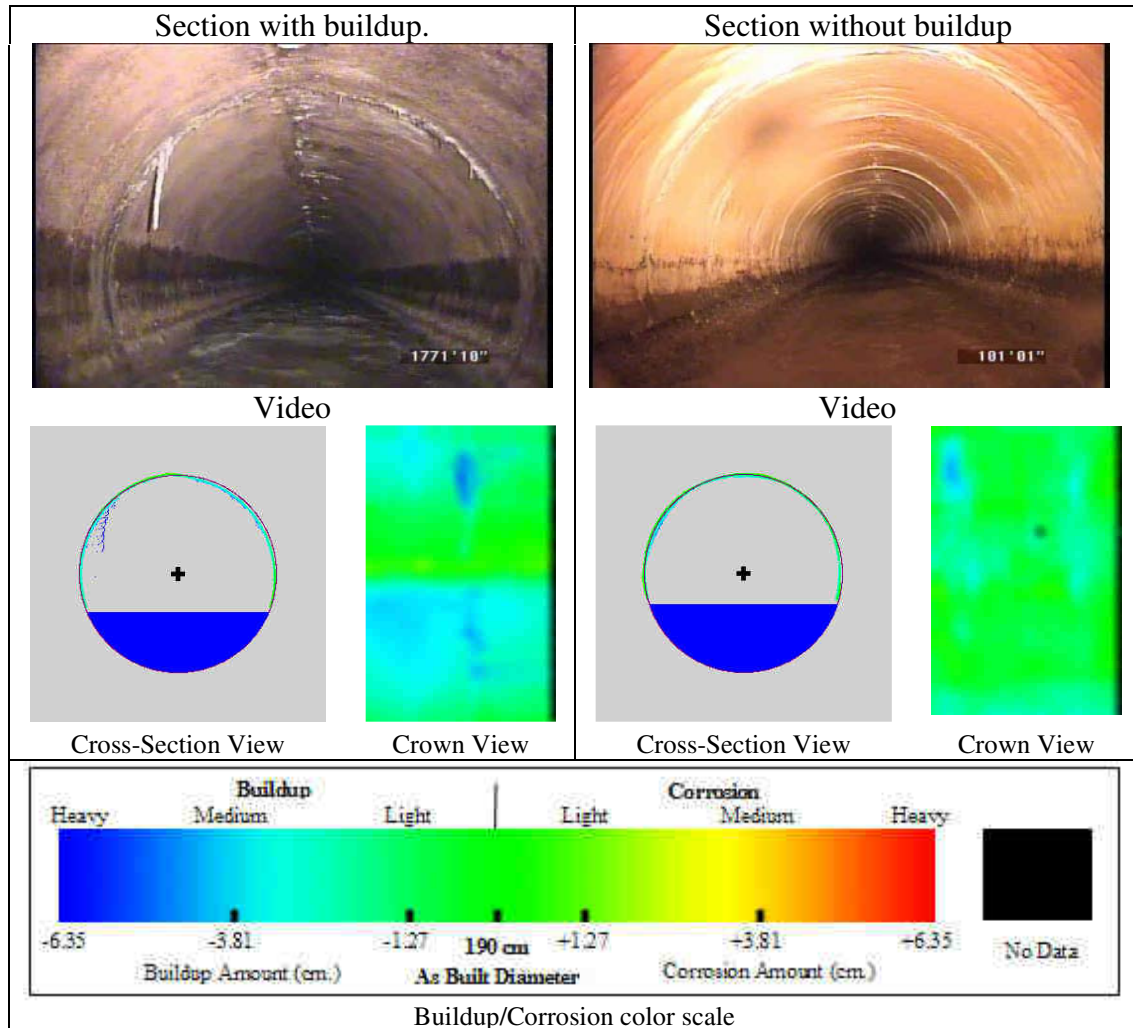 Section with buildup.
Section without buildup
1771'10"
101'01"
Video
Video
Cross-Section View
Crown View
Cross-Section View
Crown View
Buildup
Corrosion
Heavy
Medium
Light
Light
Medium
Heavy
-6.35
-3.81
-1.27
190 cm
+1.27
+3.81
+6.35
No Data
Buildup Amount (cm.)
As Built Diameter
Corrosion Amount (cm.)
Buildup/Corrosion color scale